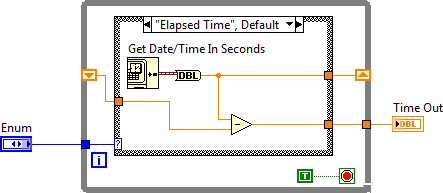 "Elapsed Time", Default
Get Date/Time In Seconds
DBL
Time Out
DBL
Enum
?
i
T